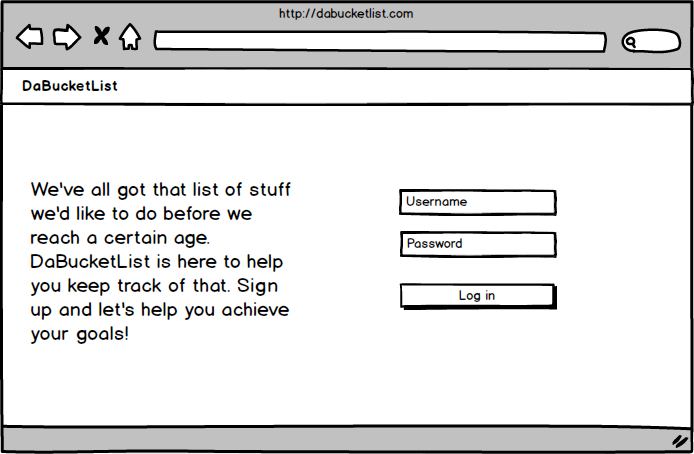 http://dabucketlist.com
DaBucketList
We've all got that list of stuff
we'd like to do before we
reach a certain age.
DaBucketList is here to help
you keep track of that. Sign
up and let's help you achieve
your goals!
Username
Password
Log in